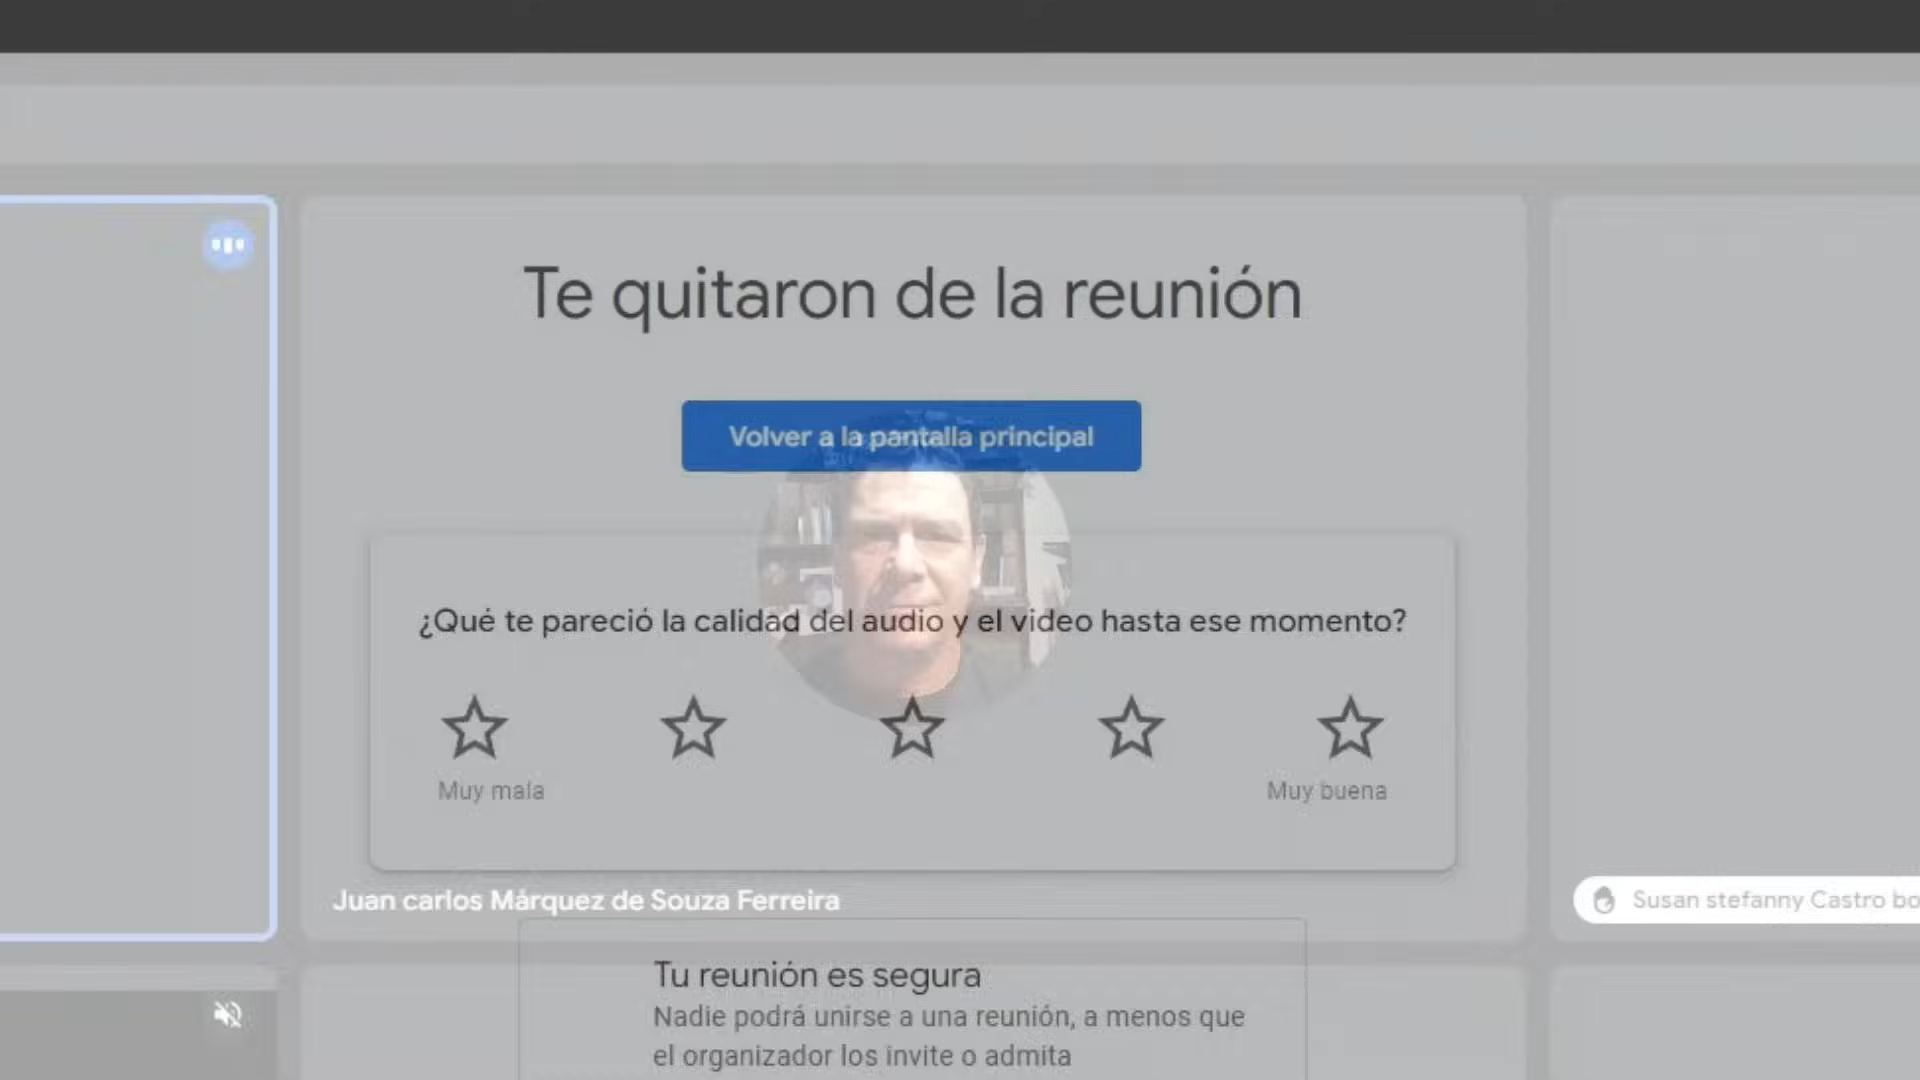 Te quitaron de la reunión
Volver a la pantalla principal
¿Qué te pareció la calidad del audio y el video hasta ese momento?
Muy mala
Muy buena
Juan carlos Márquez de Souza Ferreira
Susan stefanny Castro bo
Tu reunión es segura
Nadie podrá unirse a una reunión, a menos que
el organizador los invite o admita